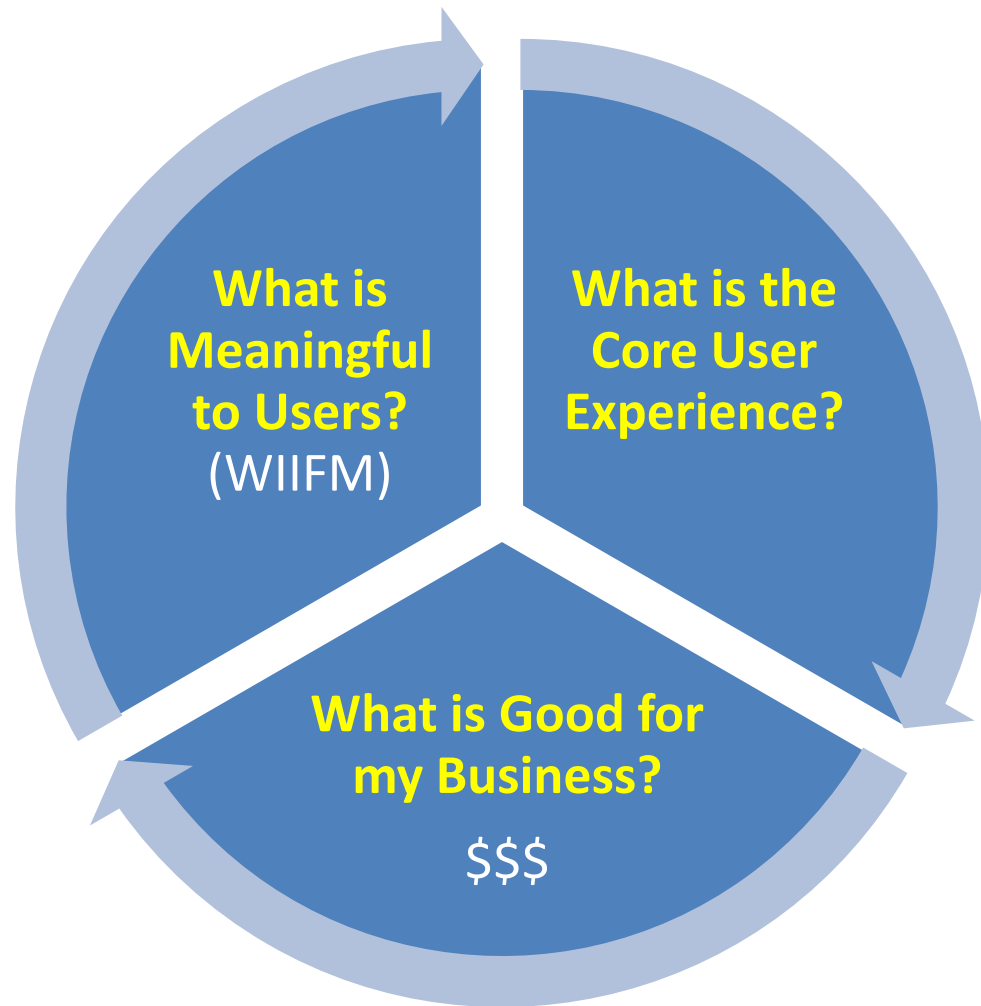 What is
Meaningful
to Users?
(WIIFM)
What is the
Core User
Experience?
What is Good for
my Business?
$$$